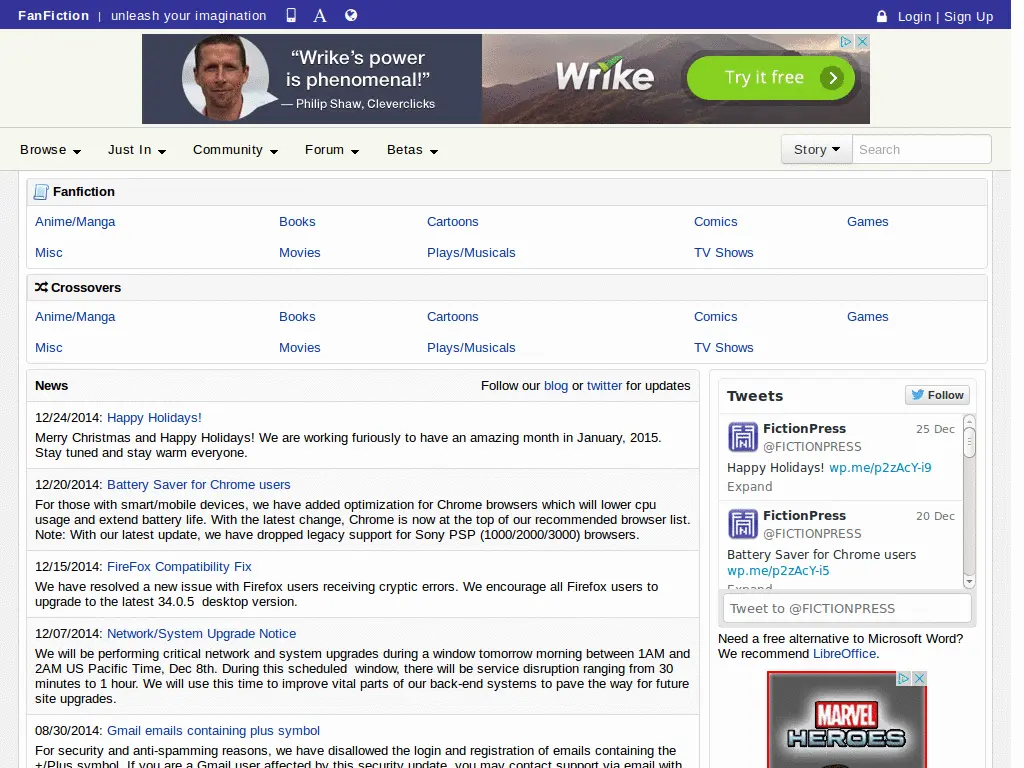 FanFiction | unleash your imagination A Login | Sign Up
“Wrike's power
is phenomenal!”
— Philip Shaw, Cleverclicks
Wrike
Try it free
Browse Just In Community Forum Betas Story Search
Fanfiction
Anime/Manga Books Cartoons Comics Games
Misc Movies Plays/Musicals TV Shows
Crossovers
Anime/Manga Books Cartoons Comics Games
Misc Movies Plays/Musicals TV Shows
News Follow our blog or twitter for updates
12/24/2014: Happy Holidays!
Merry Christmas and Happy Holidays! We are working furiously to have an amazing month in January, 2015.
Stay tuned and stay warm everyone.
12/20/2014: Battery Saver for Chrome users
For those with smart/mobile devices, we have added optimization for Chrome browsers which will lower cpu
usage and extend battery life. With the latest change, Chrome is now at the top of our recommended browser list.
Note: With our latest update, we have dropped legacy support for Sony PSP (1000/2000/3000) browsers.
12/15/2014: FireFox Compatibility Fix
We have resolved a new issue with Firefox users receiving cryptic errors. We encourage all Firefox users to
upgrade to the latest 34.0.5 desktop version.
12/07/2014: Network/System Upgrade Notice
We will be performing critical network and system upgrades during a window tomorrow morning between 1AM and
2AM US Pacific Time, Dec 8th. During this scheduled window, there will be service disruption ranging from 30
minutes to 1 hour. We will use this time to improve vital parts of our back-end systems to pave the way for future
site upgrades.
08/30/2014: Gmail emails containing plus symbol
For security and anti-spamming reasons, we have disallowed the login and registration of emails containing the
+/Plus symbol. If you are a Gmail user affected by this security update, you may contact support via email with
Tweets Follow
FictionPress 25 Dec
@FICTIONPRESS
Happy Holidays! wp.me/p2zAcY-i9
Expand
FictionPress 20 Dec
@FICTIONPRESS
Battery Saver for Chrome users
wp.me/p2zAcY-i5
Expand
Tweet to @FICTIONPRESS
Need a free alternative to Microsoft Word?
We recommend LibreOffice.
MARVEL
HEROES